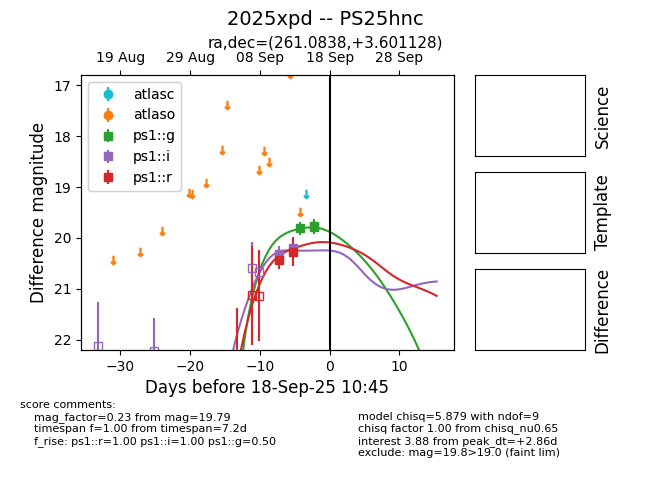 2025xpd -- PS25hnc
ra,dec=(261.0838,+3.601128)
19 Aug 29 Aug 08 Sep 18 Sep 28 Sep
atlasc
atlaso
ps1::g
ps1::i
ps1::r
17
18
19
20
21
22
Difference magnitude
−30 −20 −10 0 10
Days before 18-Sep-25 10:45
Science
Template
Difference
score comments:
mag_factor=0.23 from mag=19.79
timespan f=1.00 from timespan=7.2d
f_rise: ps1::r=1.00 ps1::i=1.00 ps1::g=0.50
model chisq=5.879 with ndof=9
chisq factor 1.00 from chisq_nu0.65
interest 3.88 from peak_dt=+2.86d
exclude: mag=19.8>19.0 (faint lim)